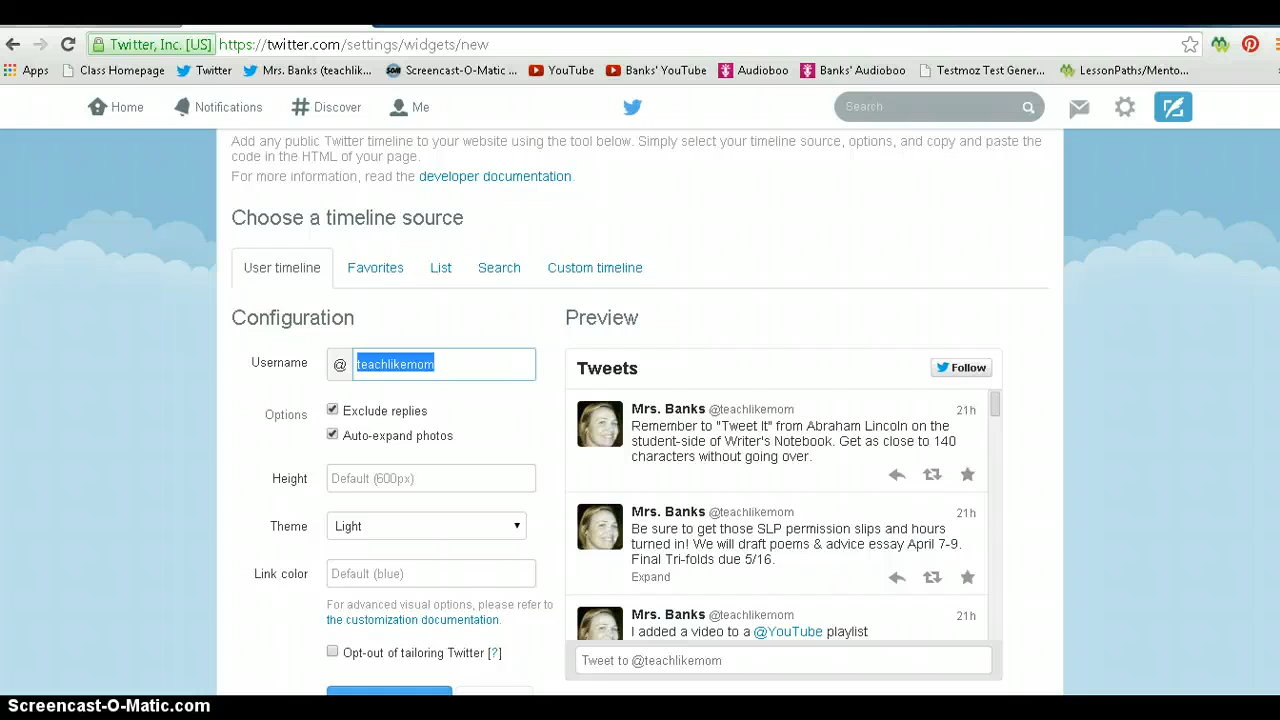 Twitter, Inc. [US] https://twitter.com/settings/widgets/new
Apps Class Homepage Twitter Mrs. Banks (teachlik... Screencast-O-Matic ... YouTube Banks' YouTube Audioboo Banks' Audioboo Testmoz Test Gener... LessonPaths/Mento...
Home Notifications Discover Me Search
Add any public Twitter timeline to your website using the tool below. Simply select your timeline source, options, and copy and paste the
code in the HTML of your page.
For more information, read the developer documentation.
Choose a timeline source
User timeline Favorites List Search Custom timeline
Configuration
Username @ teachlikemom
Options Exclude replies
Auto-expand photos
Height Default (600px)
Theme Light
Link color Default (blue)
For advanced visual options, please refer to
the customization documentation.
Opt-out of tailoring Twitter [?]
Preview
Tweets Follow
Mrs. Banks @teachlikemom 21h
Remember to "Tweet It" from Abraham Lincoln on the
student-side of Writer's Notebook. Get as close to 140
characters without going over.
Mrs. Banks @teachlikemom 21h
Be sure to get those SLP permission slips and hours
turned in! We will draft poems & advice essay April 7-9.
Final Tri-folds due 5/16.
Expand
Mrs. Banks @teachlikemom 21h
I added a video to a @YouTube playlist
Tweet to @teachlikemom
Screencast-O-Matic.com